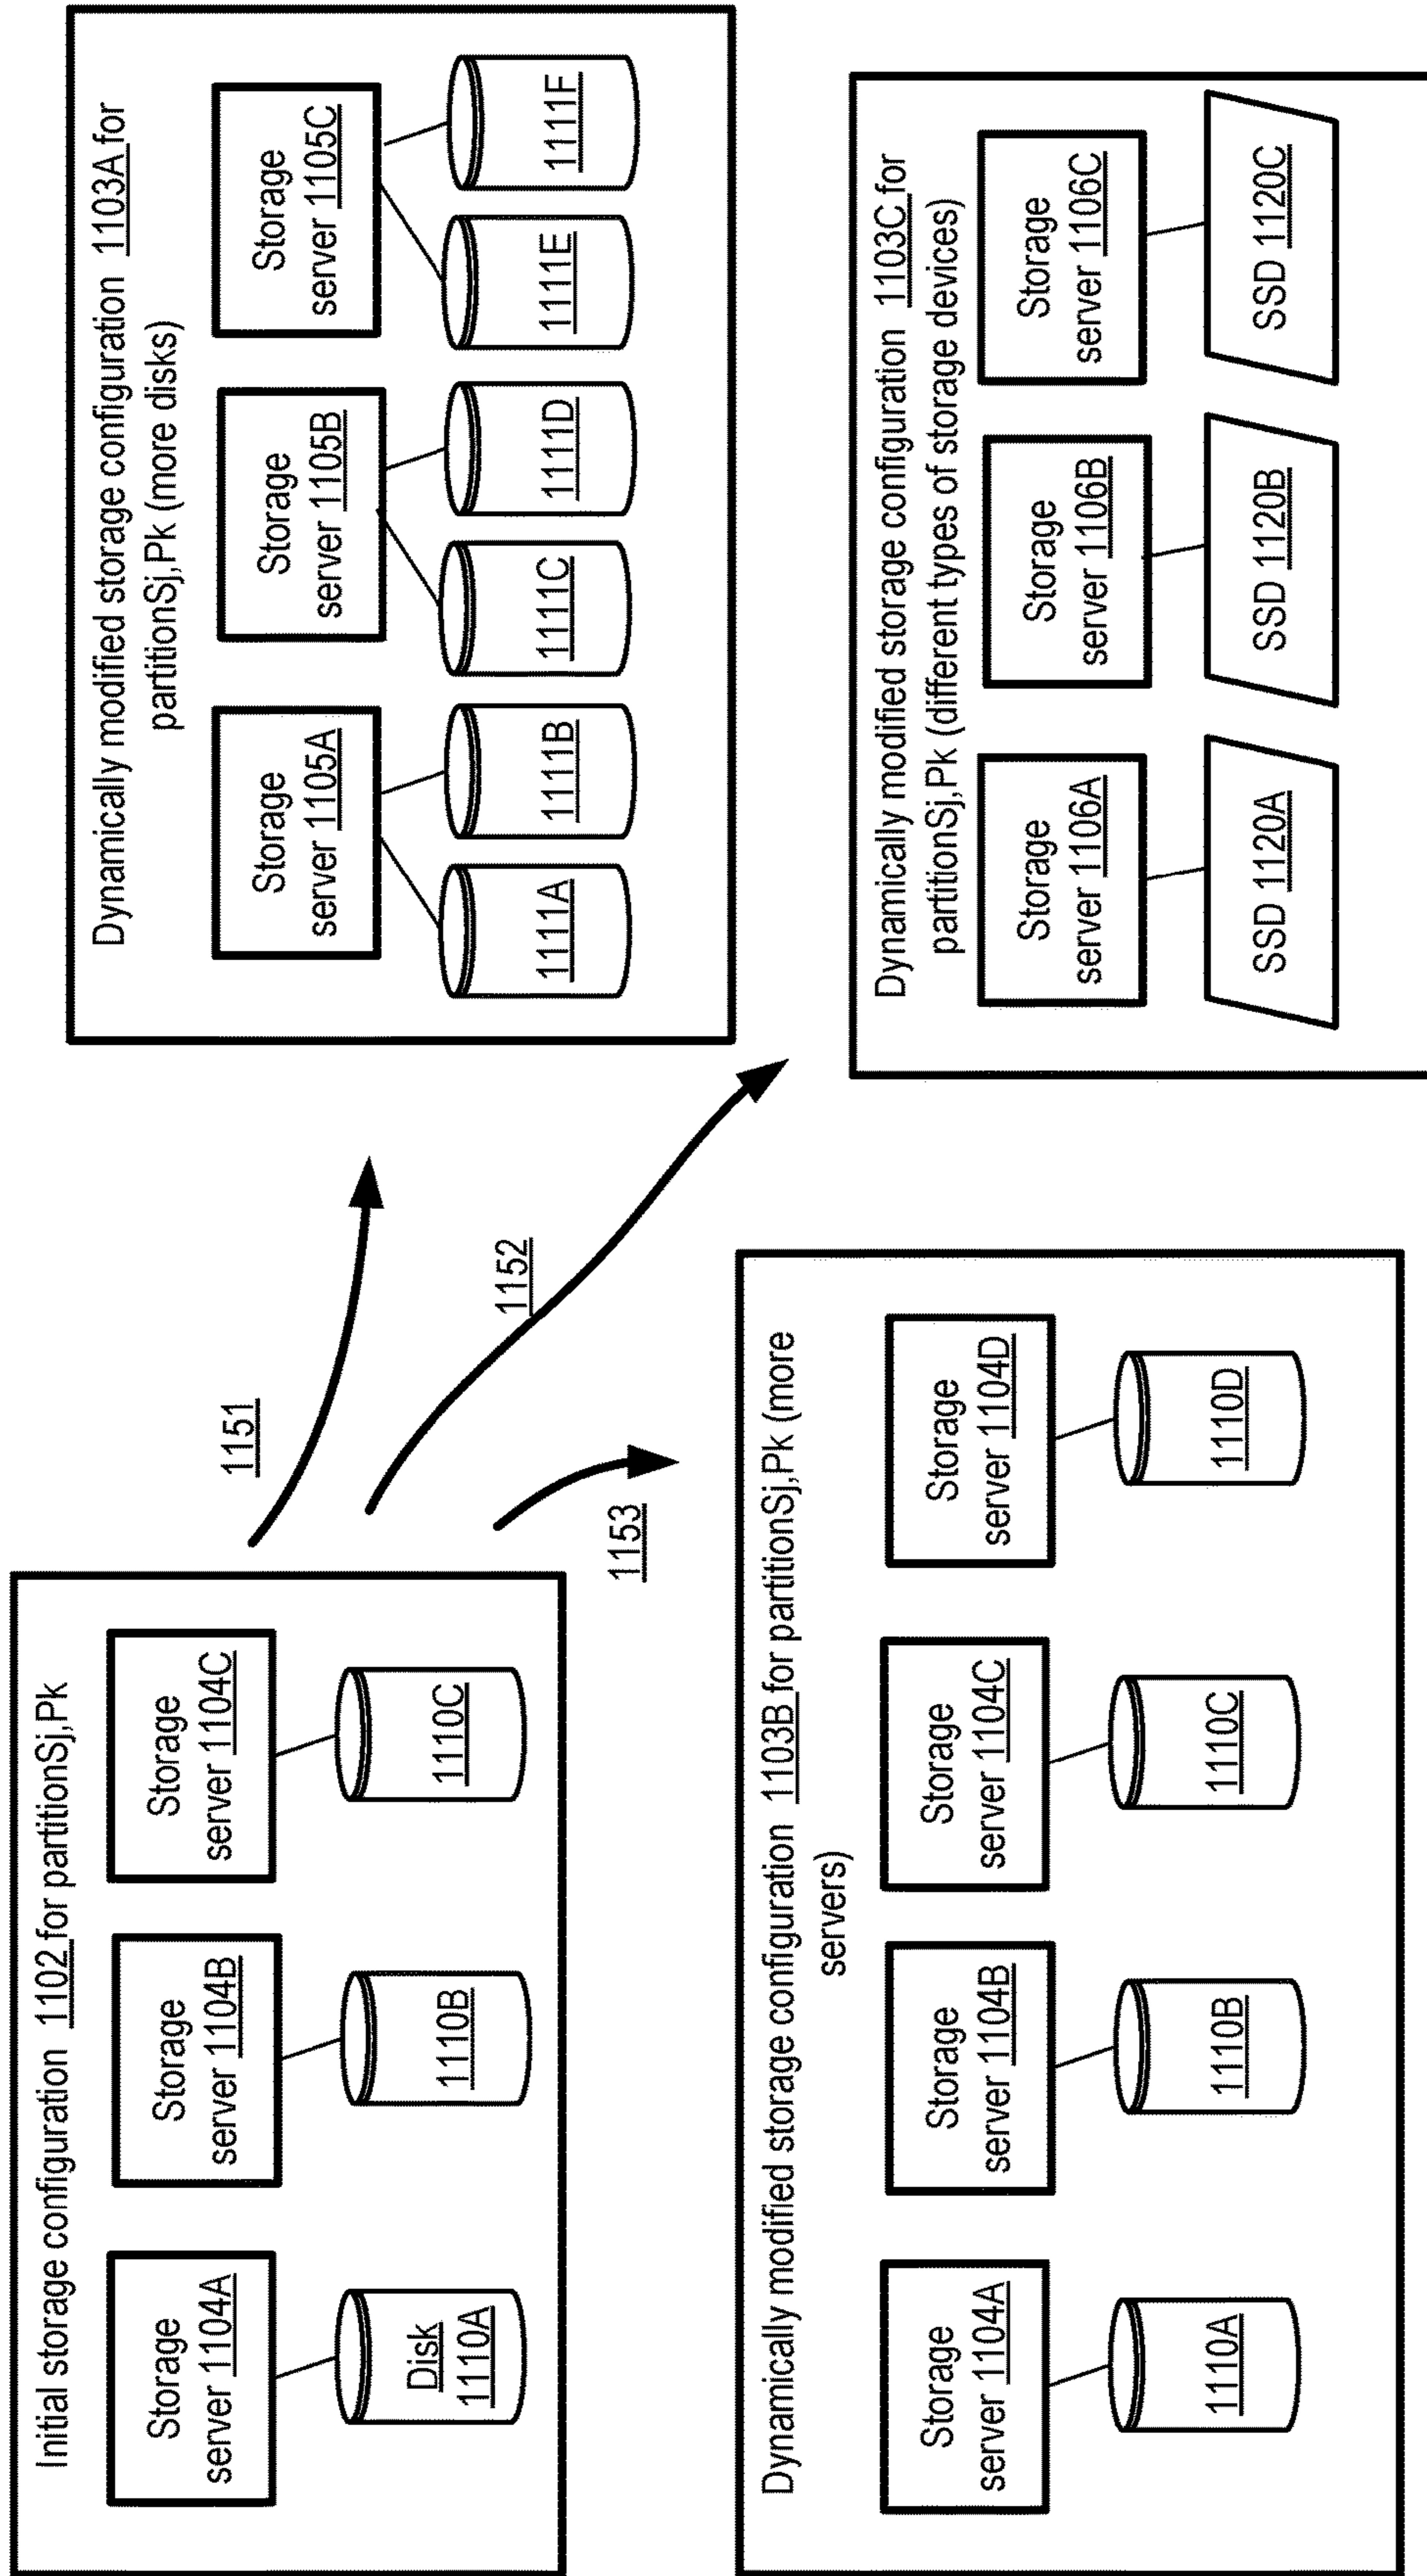 Initial storage configuration 1102 for partitionSj,Pk
Storage
server 1104A
Storage
server 1104B
Storage
server 1104C
Disk
1110A
1110B
1110C
1151
1152
1153
Dynamically modified storage configuration 1103A for
partitionSj,Pk (more disks)
Storage
server 1105A
Storage
server 1105B
Storage
server 1105C
1111A
1111B
1111C
1111D
1111E
1111F
Dynamically modified storage configuration 1103B for partitionSj,Pk (more
servers)
Storage
server 1104A
Storage
server 1104B
Storage
server 1104C
Storage
server 1104D
1110A
1110B
1110C
1110D
Dynamically modified storage configuration 1103C for
partitionSj,Pk (different types of storage devices)
Storage
server 1106A
Storage
server 1106B
Storage
server 1106C
SSD 1120A
SSD 1120B
SSD 1120C